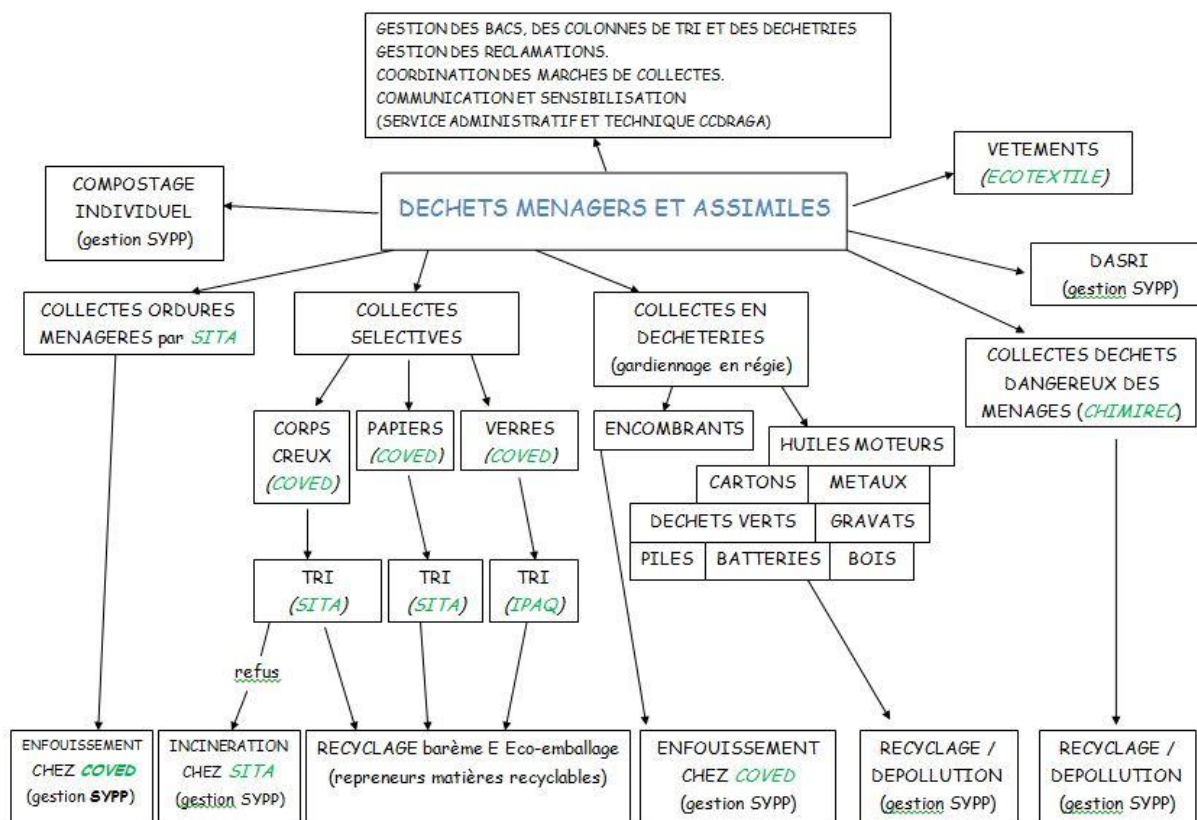 GESTION DES BACS, DES COLONNES DE TRI ET DES DECHETRIES
GESTION DES RECLAMATIONS.
COORDINATION DES MARCHES DE COLLECTES.
COMMUNICATION ET SENSIBILISATION
(SERVICE ADMINISTRATIF ET TECHNIQUE CCDRAGA)
VETEMENTS
(ECOTEXTILE)
COMPOSTAGE
INDIVIDUEL
(gestion SYPP)
DECHETS MENAGERS ET ASSIMILES
DASRI
(gestion SYPP)
COLLECTES ORDURES
MENAGERES par SITA
COLLECTES
SELECTIVES
COLLECTES EN
DECHETERIES
(gardiennage en régie)
COLLECTES DECHETS
DANGEREUX DES
MENAGES (CHIMIREC)
CORPS
CREUX
(COVED)
PAPIERS
(COVED)
VERRES
(COVED)
ENCOMBRANTS
HUILES MOTEURS
CARTONS
METAUX
DECHETS VERTS
GRAVATS
PILES
BATTERIES
BOIS
TRI
(SITA)
TRI
(SITA)
TRI
(IPAQ)
refus
ENFOUISSEMENT
CHEZ COVED
(gestion SYPP)
INCINERATION
CHEZ SITA
(gestion SYPP)
RECYCLAGE barème E Eco-emballage
(repreneurs matières recyclables)
ENFOUISSEMENT
CHEZ COVED
(gestion SYPP)
RECYCLAGE /
DEPOLLUTION
(gestion SYPP)
RECYCLAGE /
DEPOLLUTION
(gestion SYPP)